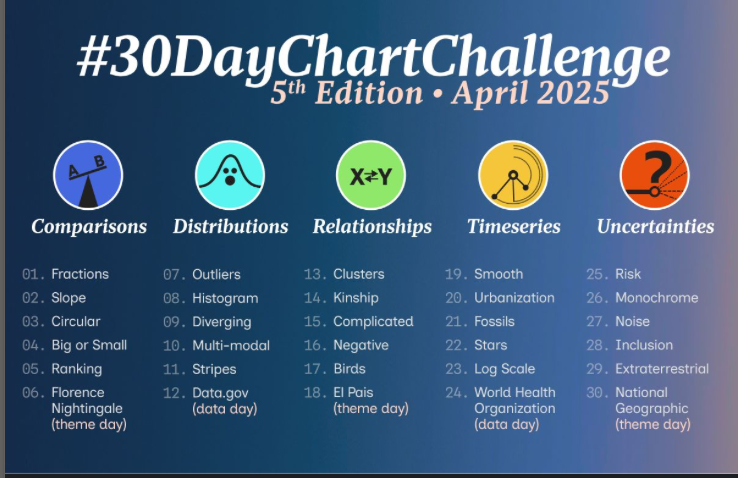 #30DayChartChallenge
5th Edition • April 2025
A B
X⇄Y
?
Comparisons
Distributions
Relationships
Timeseries
Uncertainties
01. Fractions
02. Slope
03. Circular
04. Big or Small
05. Ranking
06. Florence
Nightingale
(theme day)
07. Outliers
08. Histogram
09. Diverging
10. Multi-modal
11. Stripes
12. Data.gov
(data day)
13. Clusters
14. Kinship
15. Complicated
16. Negative
17. Birds
18. El Pais
(theme day)
19. Smooth
20. Urbanization
21. Fossils
22. Stars
23. Log Scale
24. World Health
Organization
(data day)
25. Risk
26. Monochrome
27. Noise
28. Inclusion
29. Extraterrestrial
30. National
Geographic
(theme day)